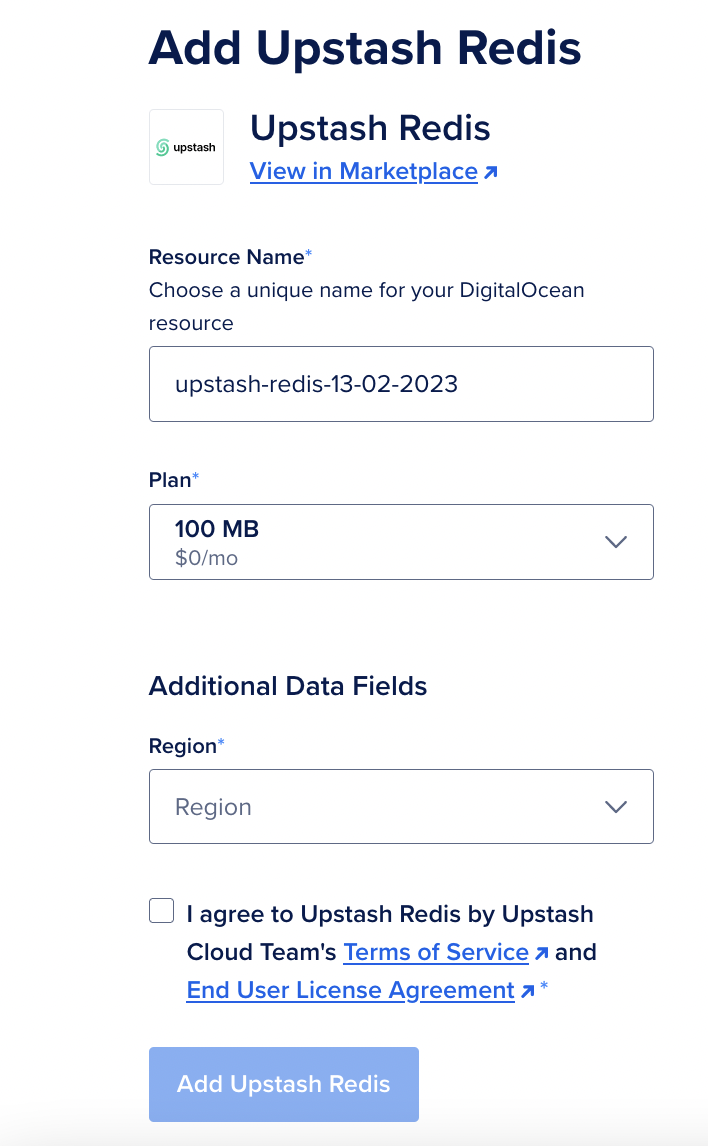 Add Upstash Redis
upstash
Upstash Redis
View in Marketplace
Resource Name*
Choose a unique name for your DigitalOcean
resource
upstash-redis-13-02-2023
Plan*
100 MB
$0/mo
Additional Data Fields
Region*
Region
I agree to Upstash Redis by Upstash
Cloud Team's Terms of Service and
End User License Agreement *
Add Upstash Redis